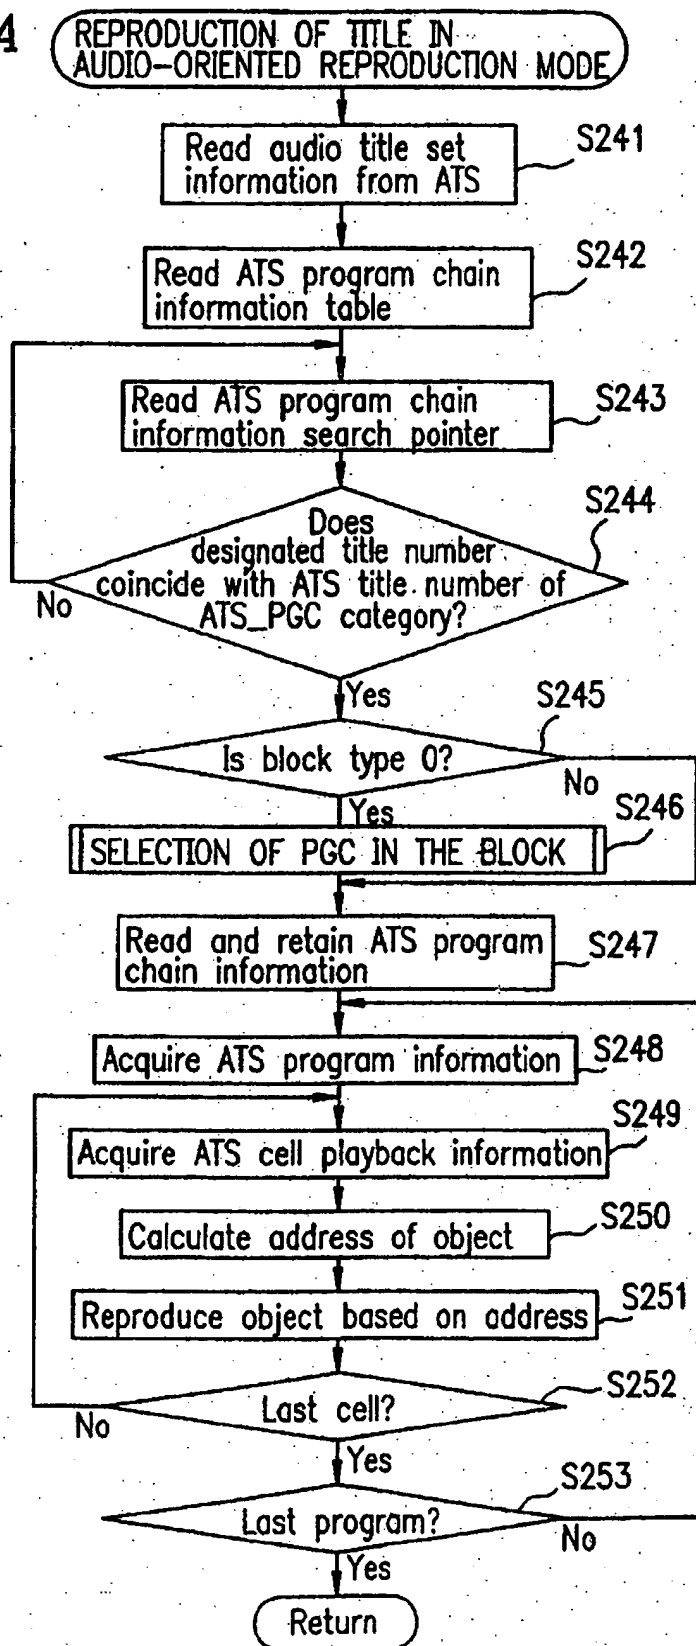 4
REPRODUCTION OF TITLE IN
AUDIO-ORIENTED REPRODUCTION MODE
Read audio title set
information from ATS
S241
Read ATS program chain
information table
S242
Read ATS program chain
information search pointer
S243
Does
designated title number
coincide with ATS title number of
ATS_PGC category?
S244
No
Yes
Is block type 0?
S245
No
Yes
SELECTION OF PGC IN THE BLOCK
S246
Read and retain ATS program
chain information
S247
Acquire ATS program information
S248
Acquire ATS cell playback information
S249
Calculate address of object
S250
Reproduce object based on address
S251
Last cell?
S252
No
Yes
Last program?
S253
No
Yes
Return